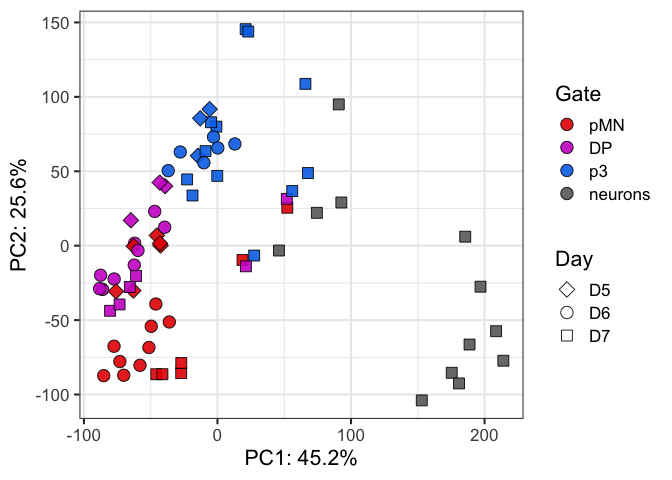 150
100
50
0
-50
-100
-100
0
100
200
PC1: 45.2%
PC2: 25.6%
Gate
pMN
DP
p3
neurons
Day
D5
D6
D7